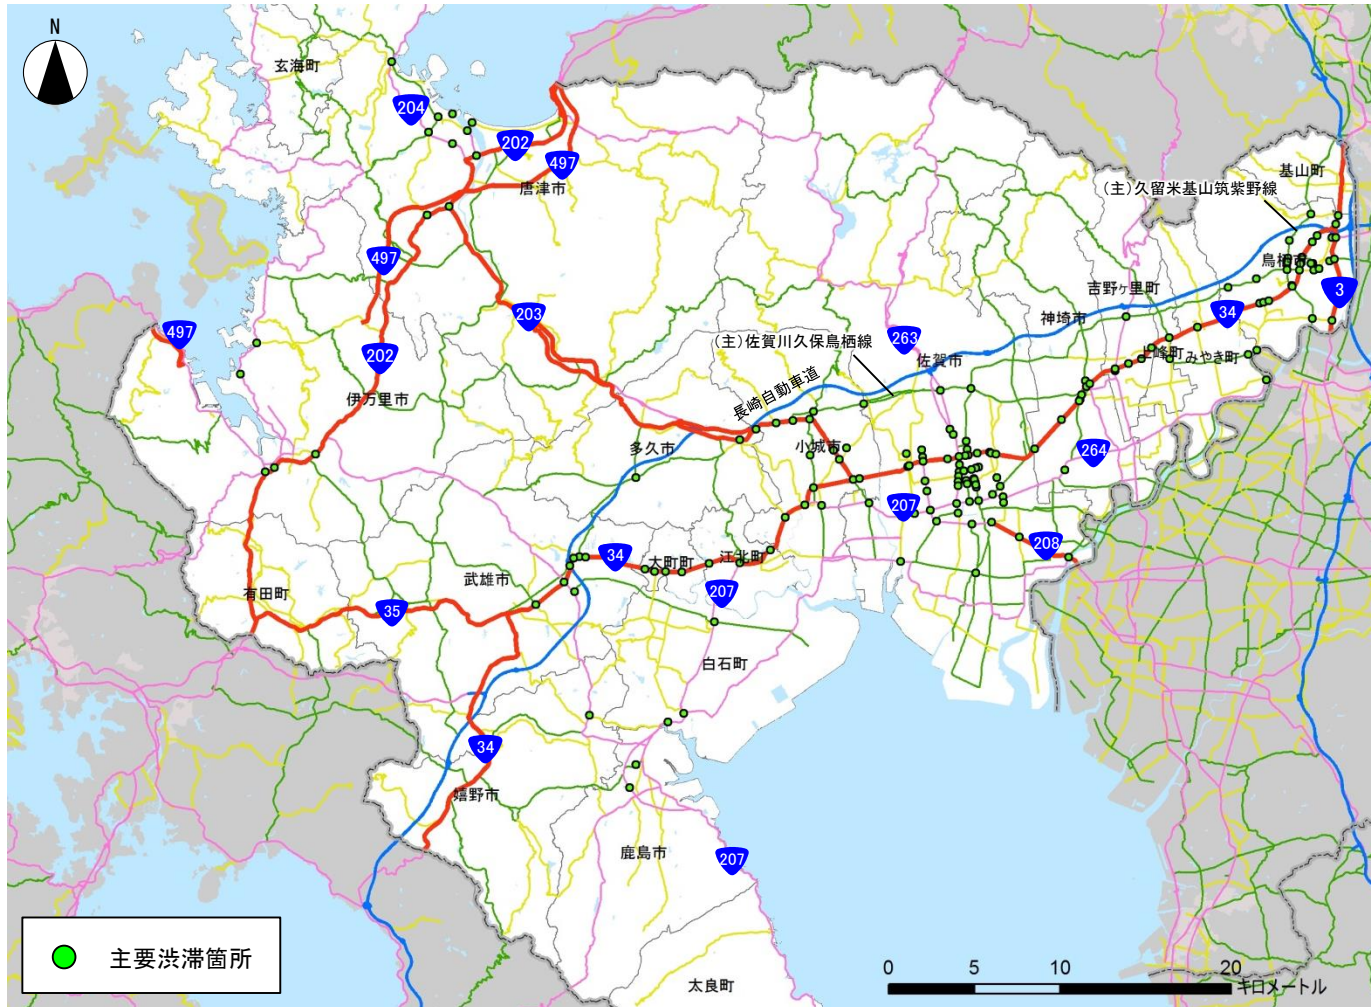 N
玄海町
204
202
497
唐津市
基山町
(主)久留米基山筑紫野線
497
鳥栖市
吉野ヶ里町
3
203
神埼市
34
497
263
(主)佐賀川久保鳥栖線
202
佐賀市
上峰町
みやき町
伊万里市
長崎自動車道
多久市
小城市
264
207
208
34
大町町
江北町
武雄市
207
有田町
35
白石町
34
嬉野市
鹿島市
207
主要渋滞箇所
太良町
0 5 10 20
キロメートル